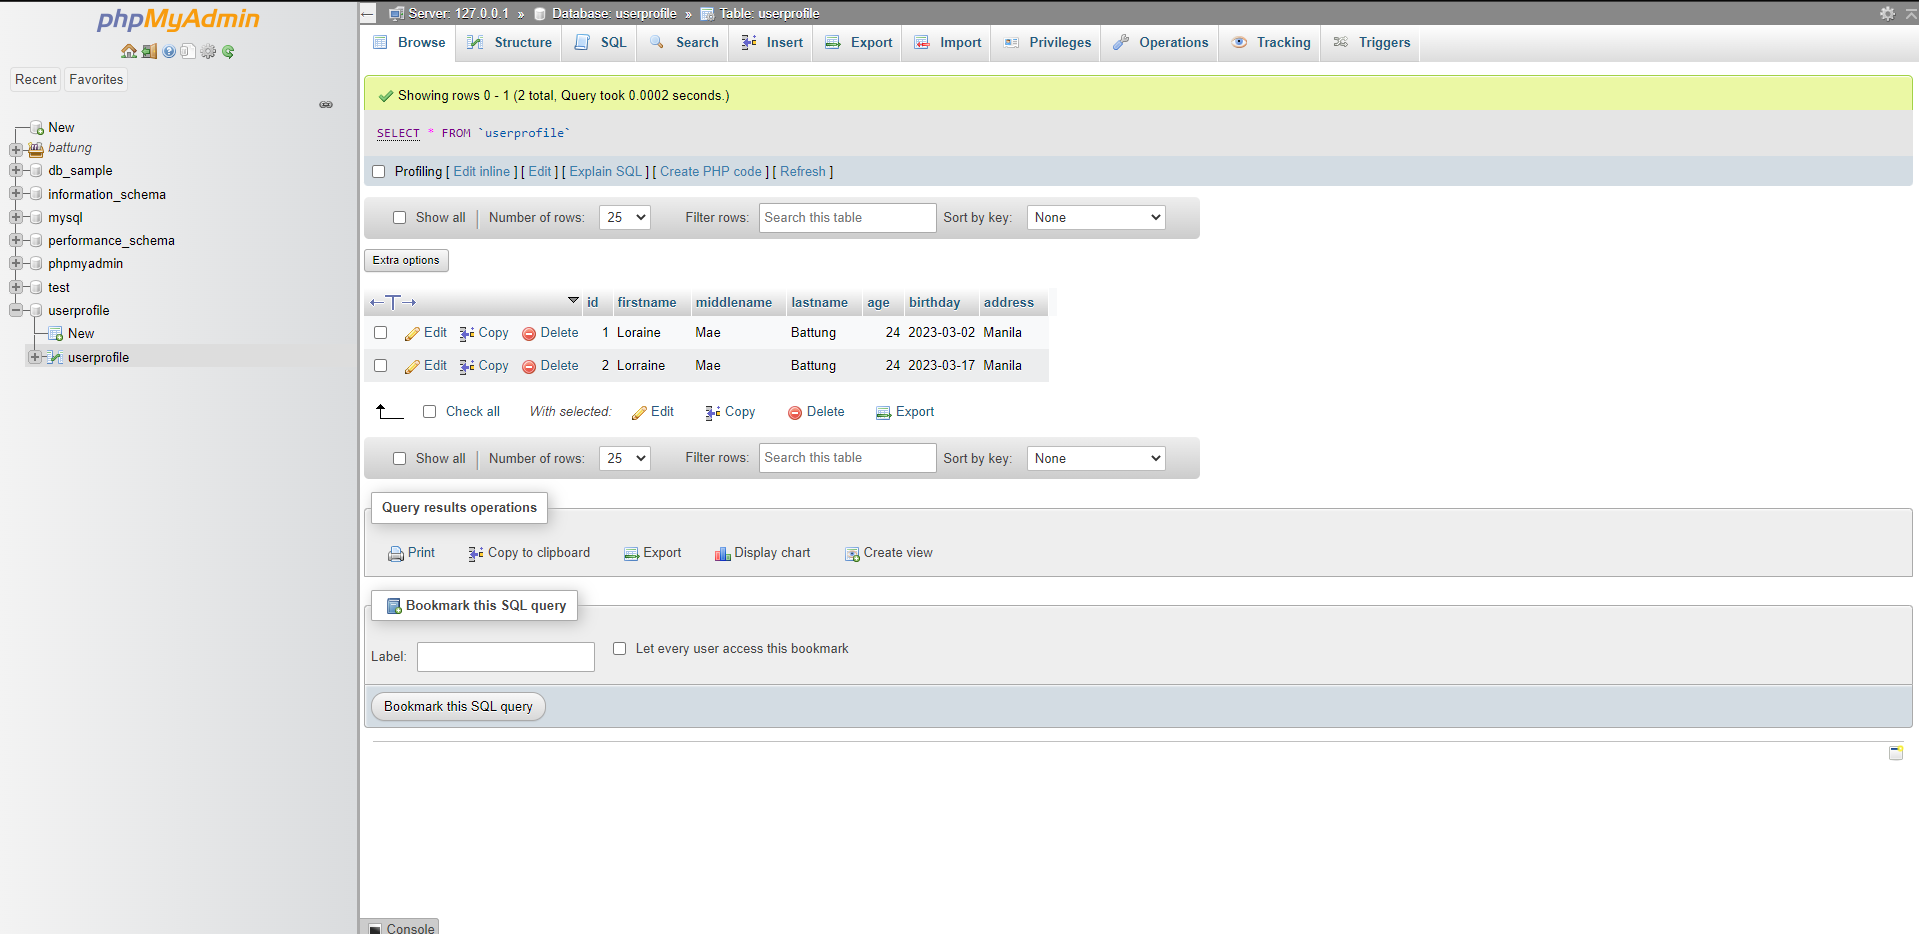 phpMyAdmin
Recent Favorites
New
battung
db_sample
information_schema
mysql
performance_schema
phpmyadmin
test
userprofile
New
userprofile
Server: 127.0.0.1 » Database: userprofile » Table: userprofile
Browse Structure SQL Search Insert Export Import Privileges Operations Tracking Triggers
Showing rows 0 - 1 (2 total, Query took 0.0002 seconds.)
SELECT * FROM `userprofile`
Profiling [ Edit inline ] [ Edit ] [ Explain SQL ] [ Create PHP code ] [ Refresh ]
Show all Number of rows: 25 Filter rows: Search this table Sort by key: None
Extra options
id firstname middlename lastname age birthday address
Edit Copy Delete 1 Loraine Mae Battung 24 2023-03-02 Manila
Edit Copy Delete 2 Lorraine Mae Battung 24 2023-03-17 Manila
Check all With selected: Edit Copy Delete Export
Show all Number of rows: 25 Filter rows: Search this table Sort by key: None
Query results operations
Print Copy to clipboard Export Display chart Create view
Bookmark this SQL query
Label: Let every user access this bookmark
Bookmark this SQL query
Console